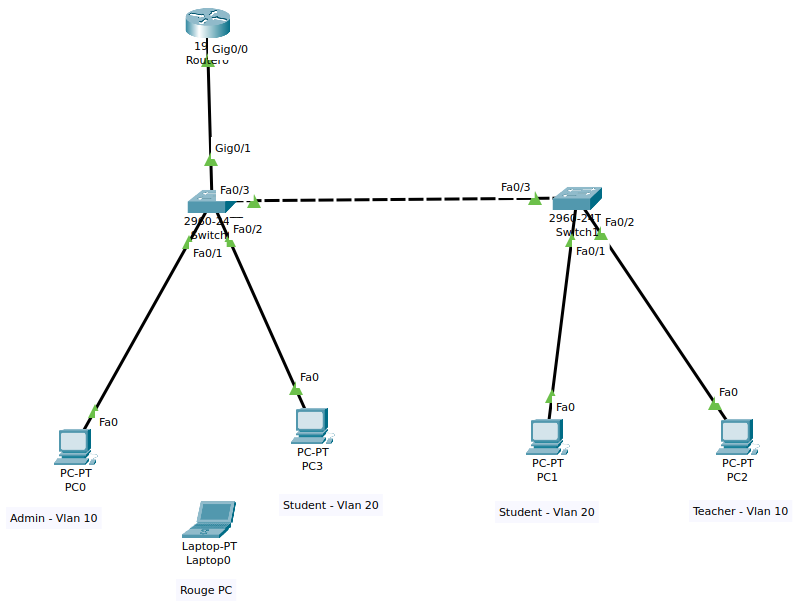 Gig0/0
19
Router0
Gig0/1
Fa0/3
Fa0/3
2960-24
Switch
Fa0/2
Fa0/1
2960-24T
Switch1
Fa0/2
Fa0/1
Fa0
PC-PT
PC0
Fa0
PC-PT
PC3
Fa0
PC-PT
PC1
Fa0
PC-PT
PC2
Admin - Vlan 10
Student - Vlan 20
Student - Vlan 20
Teacher - Vlan 10
Laptop-PT
Laptop0
Rouge PC